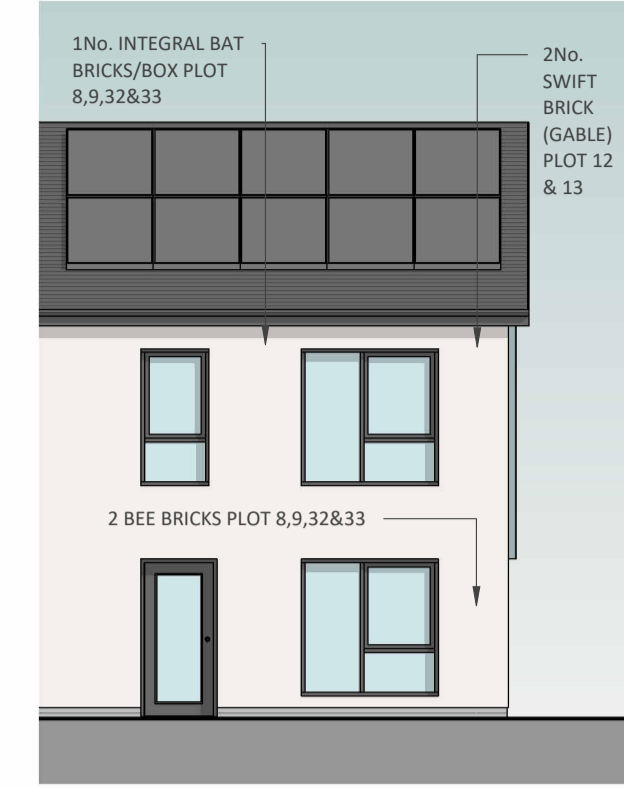 1No. INTEGRAL BAT
BRICKS/BOX PLOT
8,9,32&33
2No.
SWIFT
BRICK
(GABLE)
PLOT 12
& 13
2 BEE BRICKS PLOT 8,9,32&33